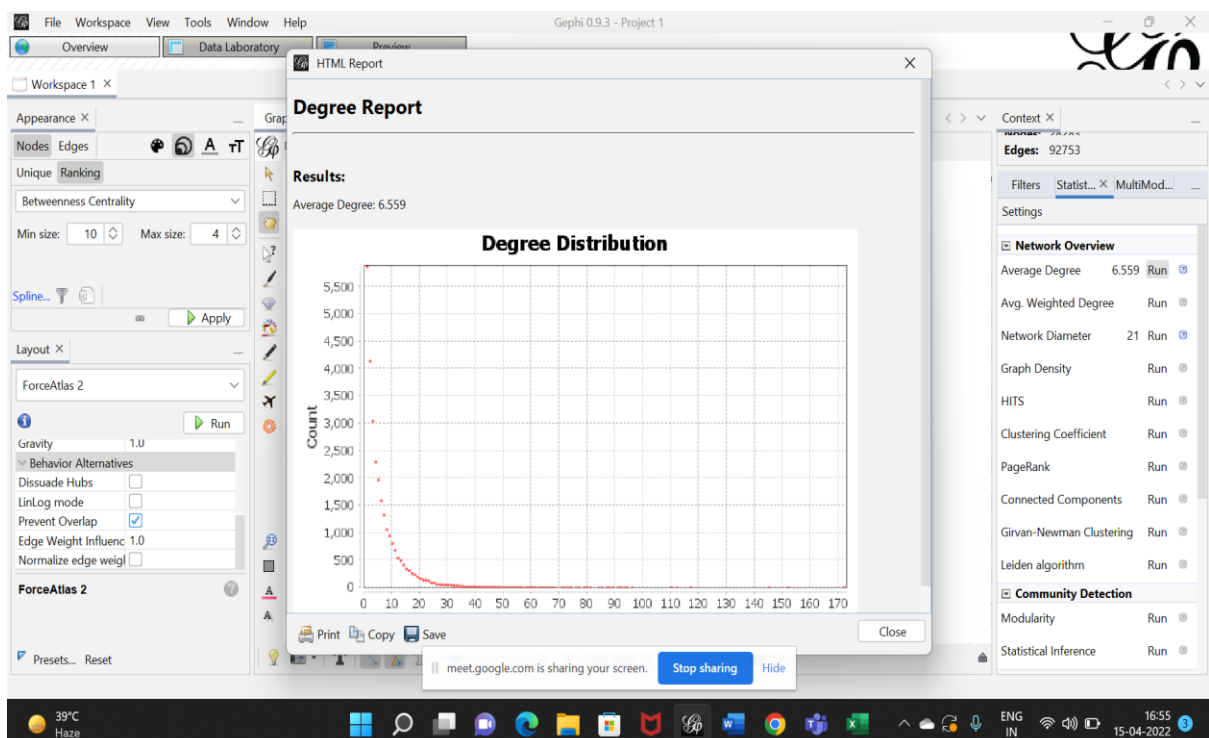 File Workspace View Tools Window Help
Gephi 0.9.3 - Project 1
Overview
Data Laboratory
Preview
Workspace 1
HTML Report
Degree Report
Results:
Average Degree: 6.559
Degree Distribution
5,500
5,000
4,500
4,000
3,500
3,000
2,500
2,000
1,500
1,000
500
0
Count
0 10 20 30 40 50 60 70 80 90 100 110 120 130 140 150 160 170
Print Copy Save
Close
Appearance
Nodes Edges
Unique Ranking
Betweenness Centrality
Min size: 10 Max size: 4
Spline...
Apply
Layout
ForceAtlas 2
Run
Gravity 1.0
Behavior Alternatives
Dissuade Hubs
LinLog mode
Prevent Overlap
Edge Weight Influenc 1.0
Normalize edge weigl
ForceAtlas 2
Presets... Reset
Grap
Context
Edges: 92753
Filters Statist... MultiMod...
Settings
Network Overview
Average Degree 6.559 Run
Avg. Weighted Degree Run
Network Diameter 21 Run
Graph Density Run
HITS Run
Clustering Coefficient Run
PageRank Run
Connected Components Run
Girvan-Newman Clustering Run
Leiden algorithm Run
Community Detection
Modularity Run
Statistical Inference Run
meet.google.com is sharing your screen. Stop sharing Hide
39°C
Haze
ENG
IN
16:55
15-04-2022
3